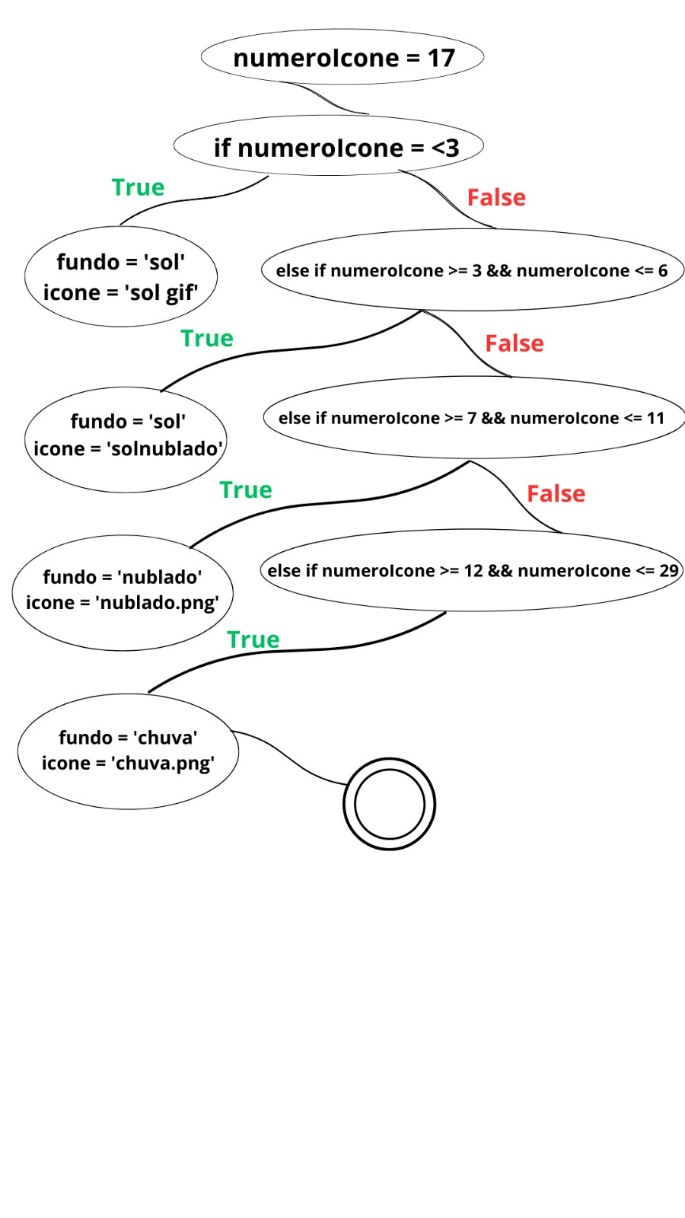 numeroIcone = 17
if numeroIcone = <3
True
False
fundo = 'sol'
icone = 'sol gif'
else if numeroIcone >= 3 && numeroIcone <= 6
True
False
fundo = 'sol'
icone = 'solnublado'
else if numeroIcone >= 7 && numeroIcone <= 11
True
False
fundo = 'nublado'
icone = 'nublado.png'
else if numeroIcone >= 12 && numeroIcone <= 29
True
fundo = 'chuva'
icone = 'chuva.png'